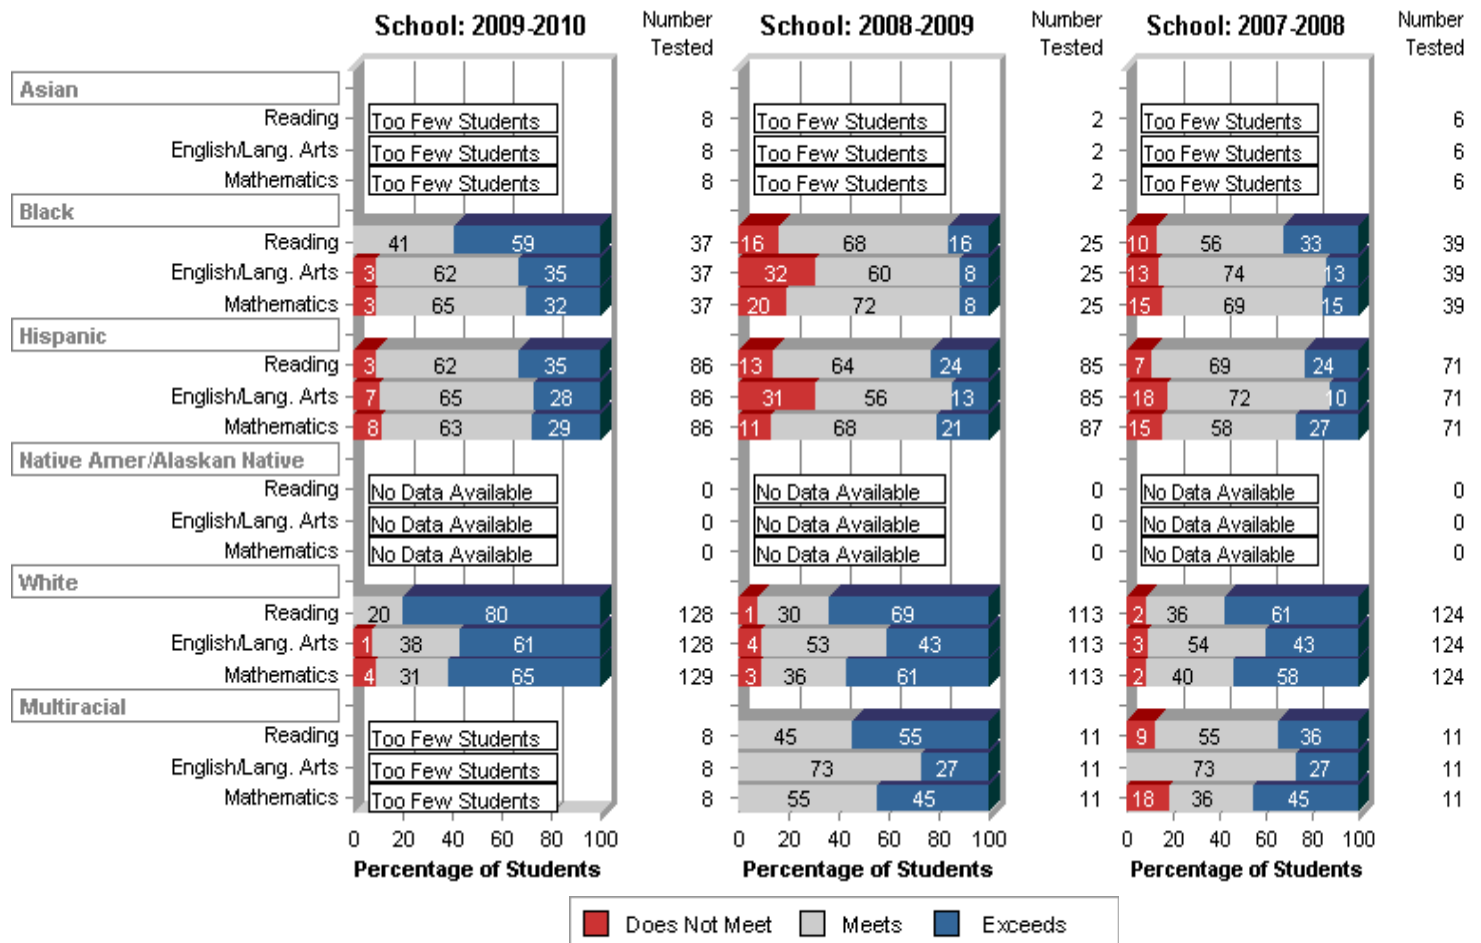 School: 2009-2010 Number Tested School: 2008-2009 Number Tested School: 2007-2008 Number Tested
Asian
Reading Too Few Students 8 Too Few Students 2 Too Few Students 6
English/Lang. Arts Too Few Students 8 Too Few Students 2 Too Few Students 6
Mathematics Too Few Students 8 Too Few Students 2 Too Few Students 6
Black
Reading 41 59 37 16 68 16 25 10 56 33 39
English/Lang. Arts 3 62 35 37 32 60 8 25 13 74 13 39
Mathematics 3 65 32 37 20 72 8 25 15 69 15 39
Hispanic
Reading 3 62 35 86 13 64 24 85 7 69 24 71
English/Lang. Arts 7 65 28 86 31 56 13 85 18 72 10 71
Mathematics 8 63 29 86 11 68 21 87 15 58 27 71
Native Amer/Alaskan Native
Reading No Data Available 0 No Data Available 0 No Data Available 0
English/Lang. Arts No Data Available 0 No Data Available 0 No Data Available 0
Mathematics No Data Available 0 No Data Available 0 No Data Available 0
White
Reading 20 80 128 1 30 69 113 2 36 61 124
English/Lang. Arts 1 38 61 128 4 53 43 113 3 54 43 124
Mathematics 4 31 65 129 3 36 61 113 2 40 58 124
Multiracial
Reading Too Few Students 8 45 55 11 9 55 36 11
English/Lang. Arts Too Few Students 8 73 27 11 73 27 11
Mathematics Too Few Students 8 55 45 11 18 36 45 11
0 20 40 60 80 100 0 20 40 60 80 100 0 20 40 60 80 100
Percentage of Students Percentage of Students Percentage of Students
Does Not Meet Meets Exceeds